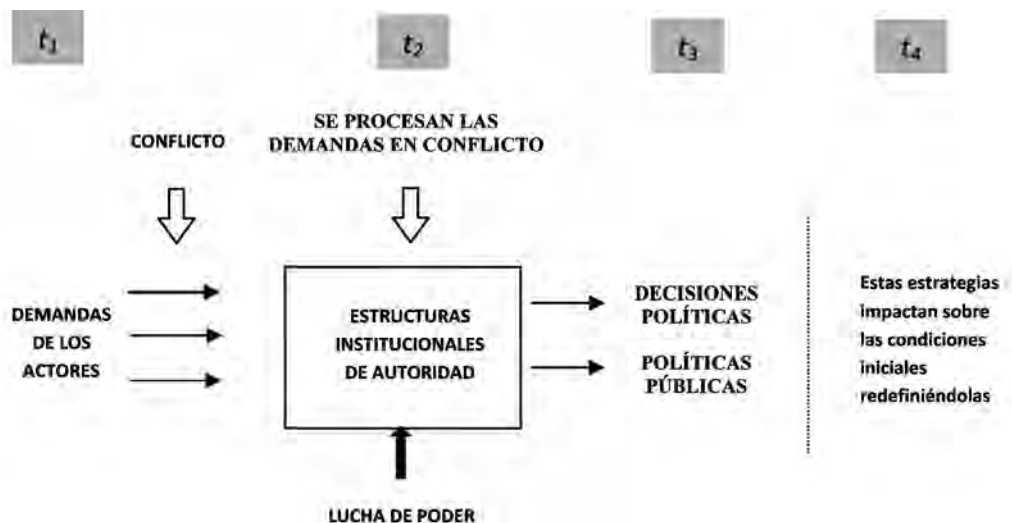 t1
t2
t3
t4
CONFLICTO
SE PROCESAN LAS
DEMANDAS EN CONFLICTO
DEMANDAS
DE LOS
ACTORES
ESTRUCTURAS
INSTITUCIONALES
DE AUTORIDAD
DECISIONES
POLÍTICAS
POLÍTICAS
PÚBLICAS
Estas estrategias
impactan sobre
las condiciones
iniciales
redefiniéndolas
LUCHA DE PODER